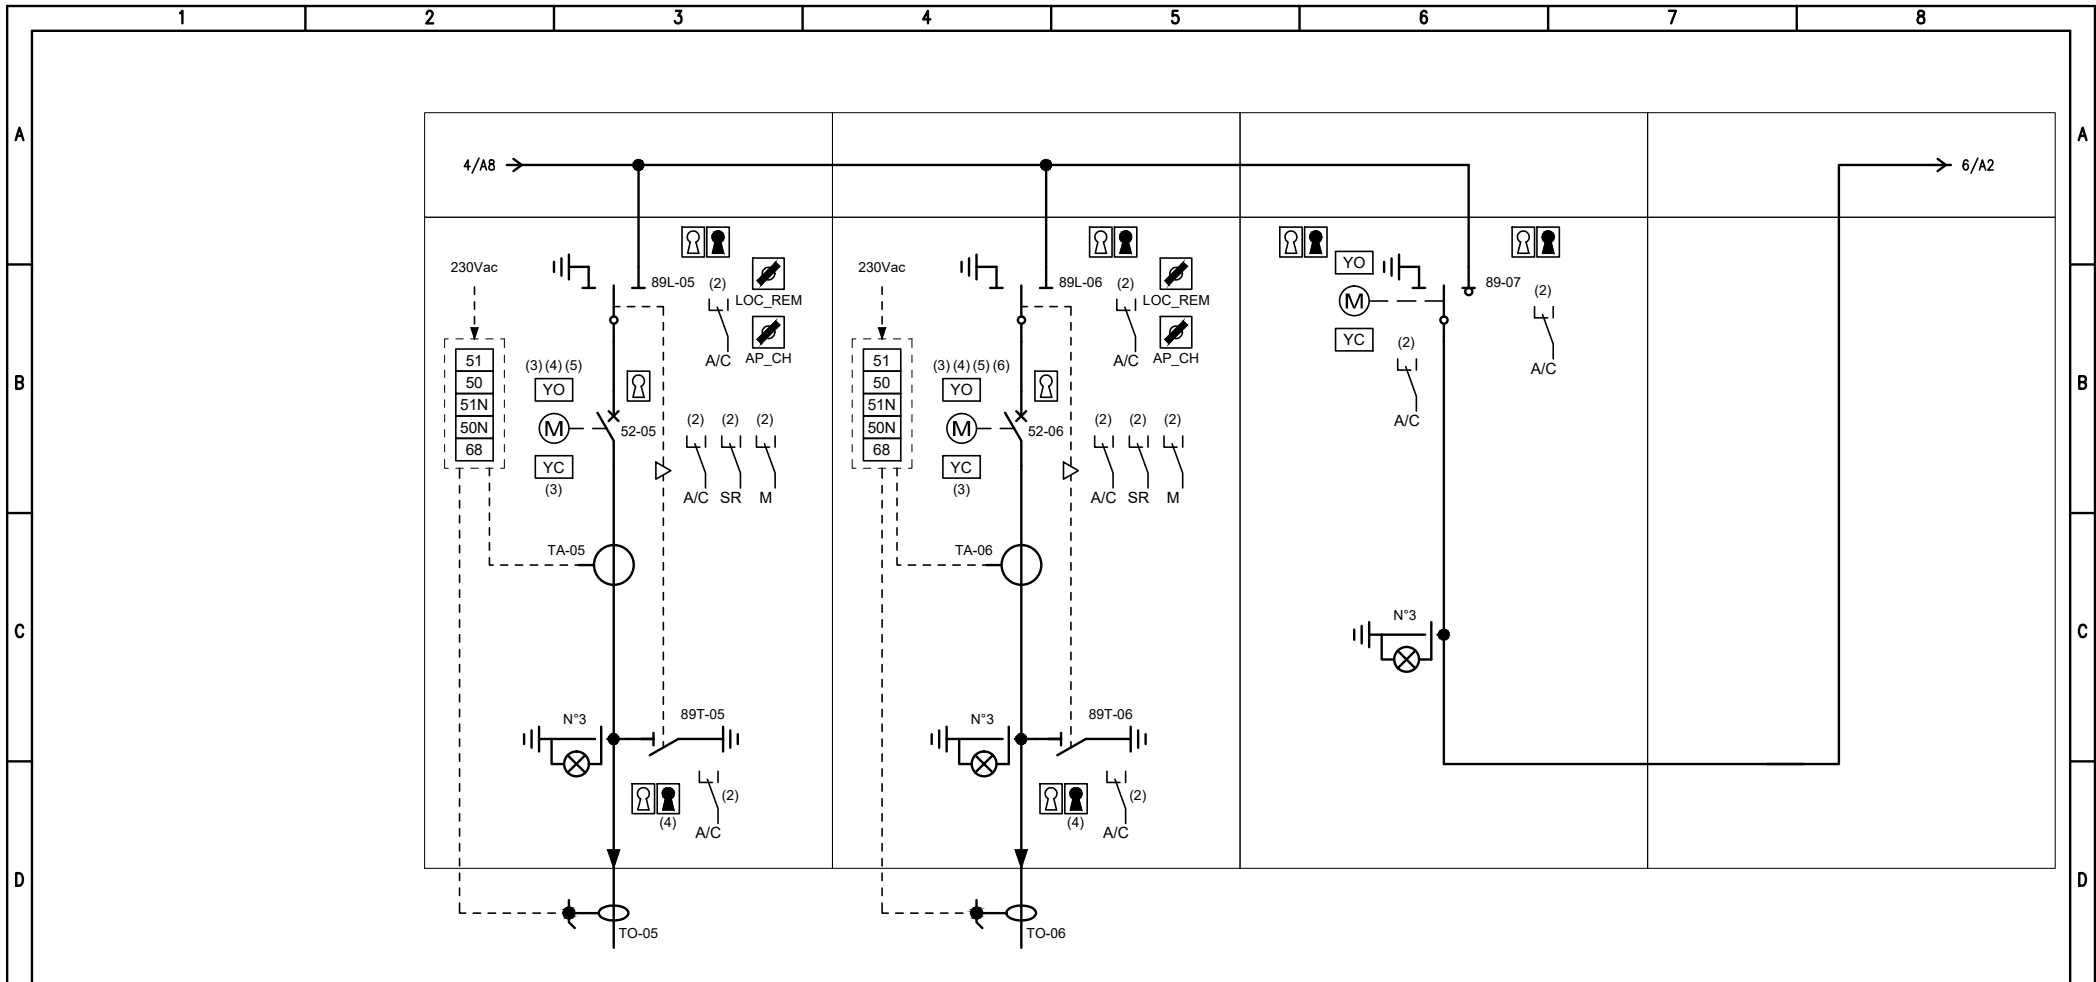 1 2 3 4 5 6 7 8
A A
4/A8 6/A2
230Vac 89L-05 (2) LOC_REM
AP_CH
A/C
230Vac 89L-06 (2) LOC_REM
AP_CH
A/C
YO
M
YC
89-07 (2)
A/C
(2)
A/C
B B
51
50
51N
50N
68
(3) (4) (5)
YO
M
YC
(3)
52-05
(2) (2) (2)
A/C SR M
51
50
51N
50N
68
(3) (4) (5) (6)
YO
M
YC
(3)
52-06
(2) (2) (2)
A/C SR M
TA-05 TA-06
C C
N°3
N°3 89T-05
(4) (2)
A/C
N°3 89T-06
(4) (2)
A/C
D D
TO-05 TO-06